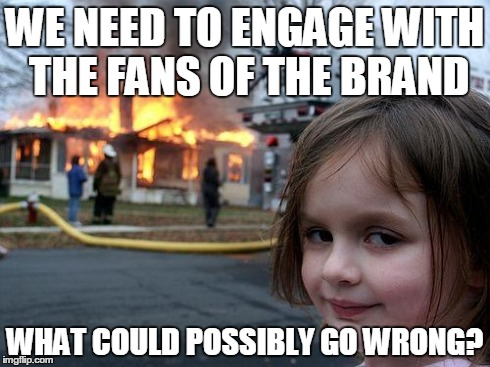 WE NEED TO ENGAGE WITH
THE FANS OF THE BRAND
WHAT COULD POSSIBLY GO WRONG?
imgflip.com